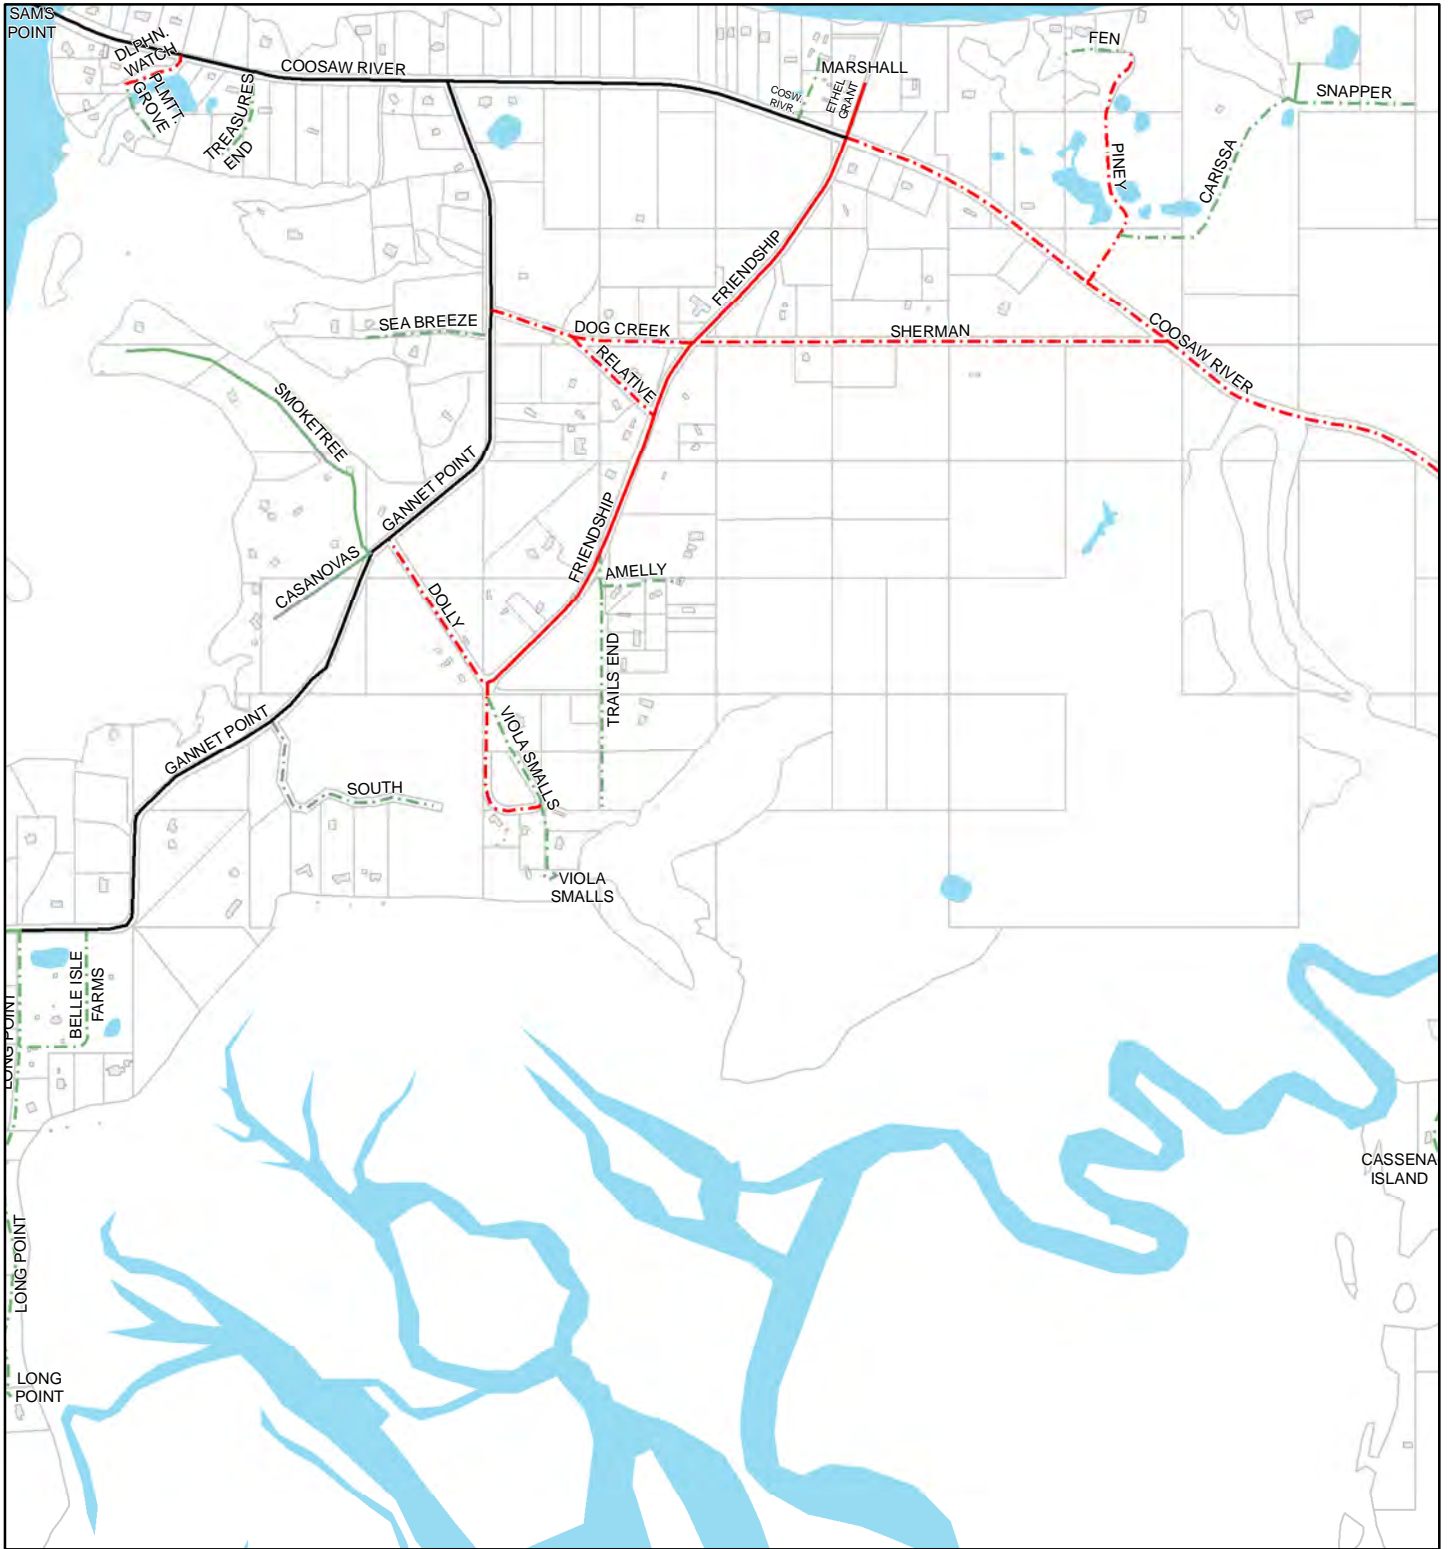 SAMS
POINT
DLPHN.
WATCH
PLMTT.
GROVE
TREASURES
END
COOSAW RIVER
COSW.
RIVR.
ETHEL
GRANT
MARSHALL
FEN
PINEY
CARISSA
SNAPPER
FRIENDSHIP
SEA BREEZE
DOG CREEK
RELATIVE
SHERMAN
COOSAW RIVER
SMOKETREE
GANNET POINT
CASANOVAS
DOLLY
FRIENDSHIP
AMELLY
TRAILS END
VIOLA SMALLS
GANNET POINT
SOUTH
VIOLA
SMALLS
BELLE ISLE
FARMS
LONG POINT
CASSENA
ISLAND
LONG POINT
LONG
POINT